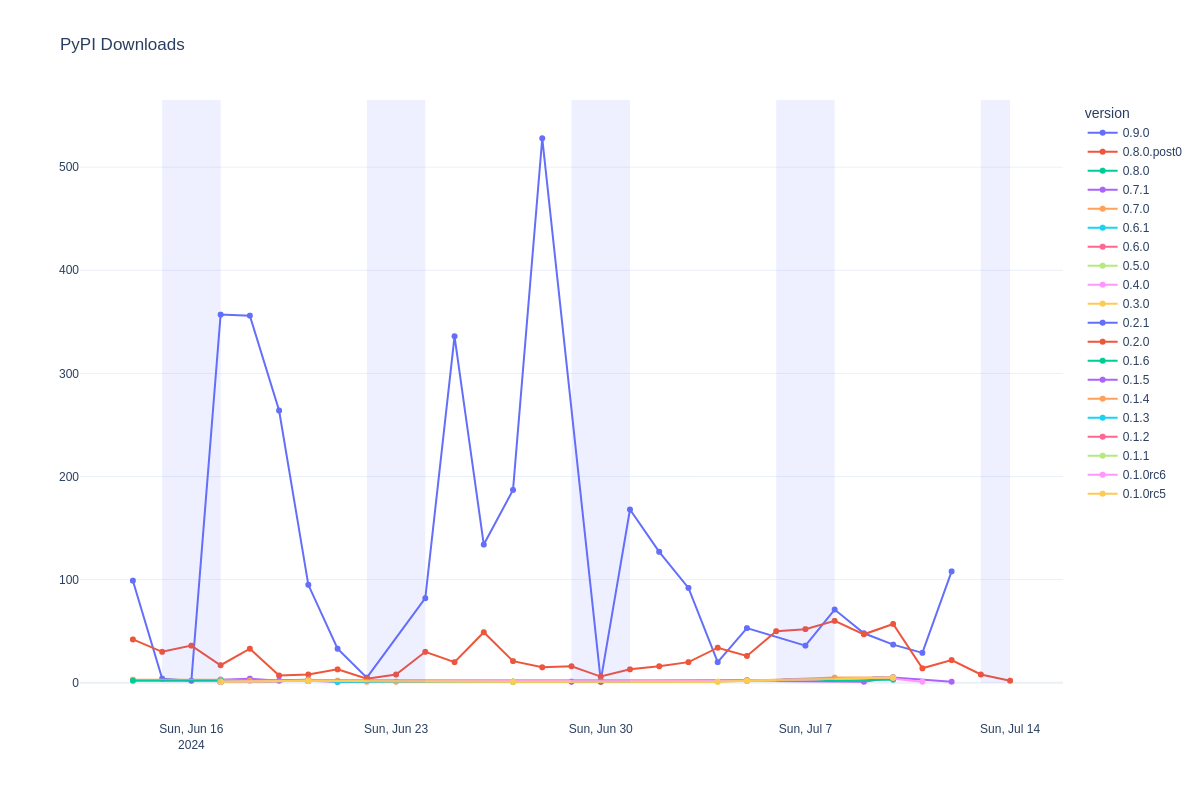 PyPI Downloads
version
0.9.0
0.8.0.post0
0.8.0
0.7.1
0.7.0
0.6.1
0.6.0
0.5.0
0.4.0
0.3.0
0.2.1
0.2.0
0.1.6
0.1.5
0.1.4
0.1.3
0.1.2
0.1.1
0.1.0rc6
0.1.0rc5
500
400
300
200
100
0
Sun, Jun 16
2024
Sun, Jun 23
Sun, Jun 30
Sun, Jul 7
Sun, Jul 14